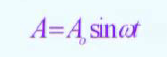 A=A₀ sin ωt